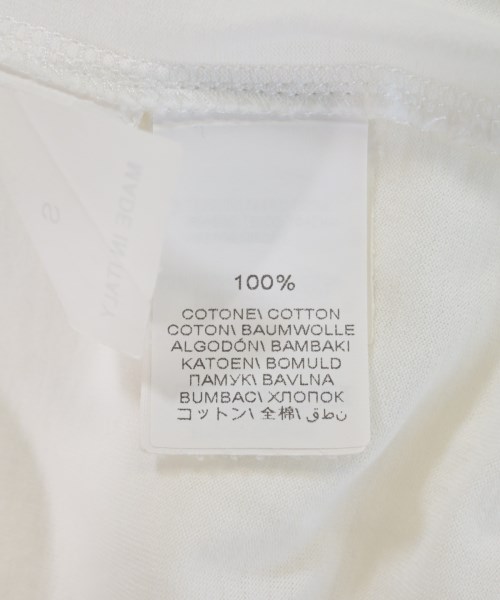 100%
COTONE\ COTTON
COTON\ BAUMWOLLE
ALGODÓN\ BAMBAKI
KATOEN\ BOMULD
ПАМУК\ BAVLNA
BUMBAC\ ХЛОПОК
コットン\ 全棉\ نطق
MADE IN ITALY
S